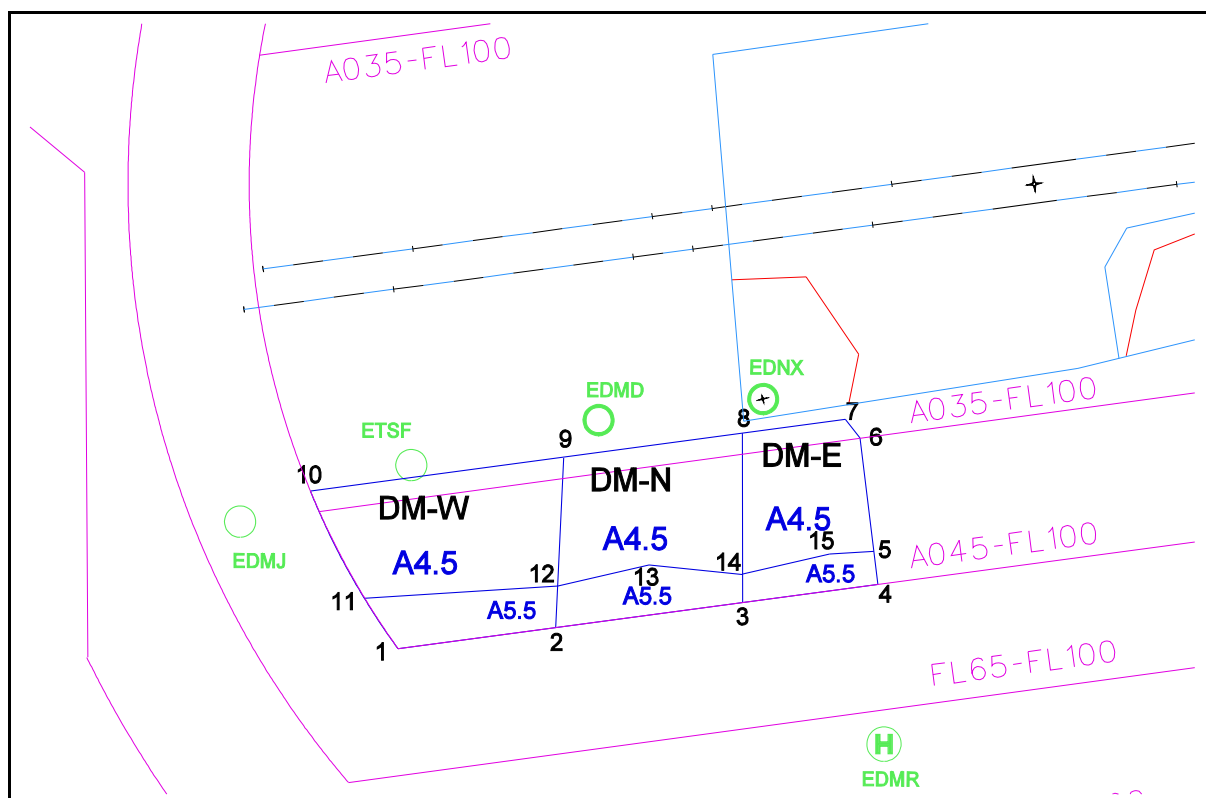 A035-FL100
EDNX
EDMD
A035-FL100
8
7
ETSF
9
6
10
DM-E
DM-N
DM-W
A4.5
A4.5
A045-FL100
EDMJ
A4.5
15
5
14
12
13
A5.5
11
A5.5
A5.5
4
3
2
1
FL65-FL100
H
EDMR